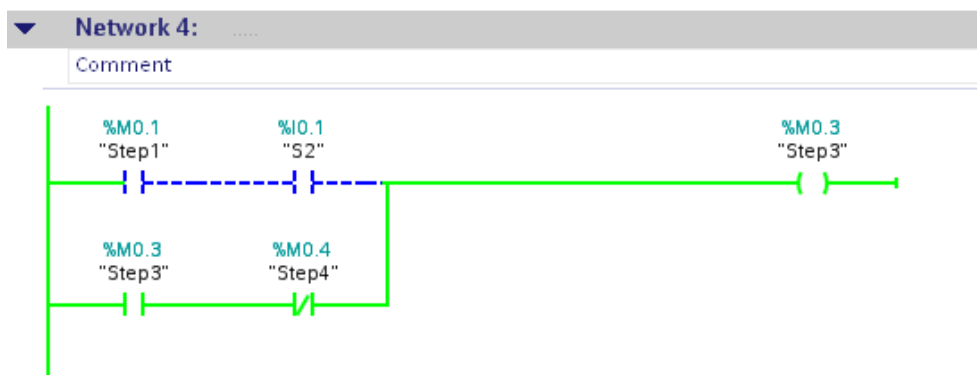 Network 4: .....
Comment
%M0.1 %I0.1 %M0.3
"Step1" "S2" "Step3"
%M0.3 %M0.4
"Step3" "Step4"